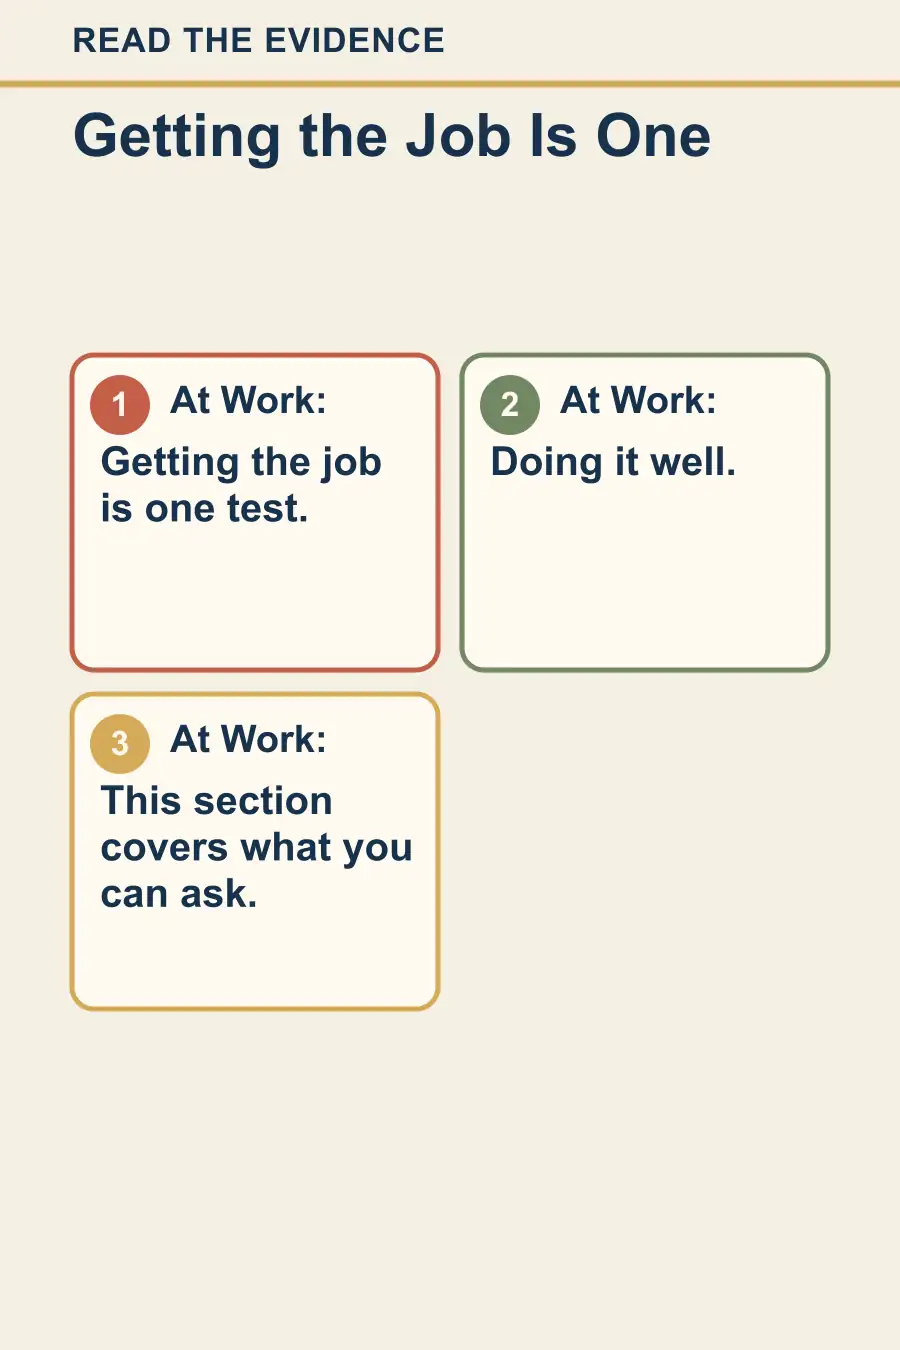 READ THE EVIDENCE
Getting the Job Is One
1 At Work:
Getting the job
is one test.
2 At Work:
Doing it well.
3 At Work:
This section
covers what you
can ask.